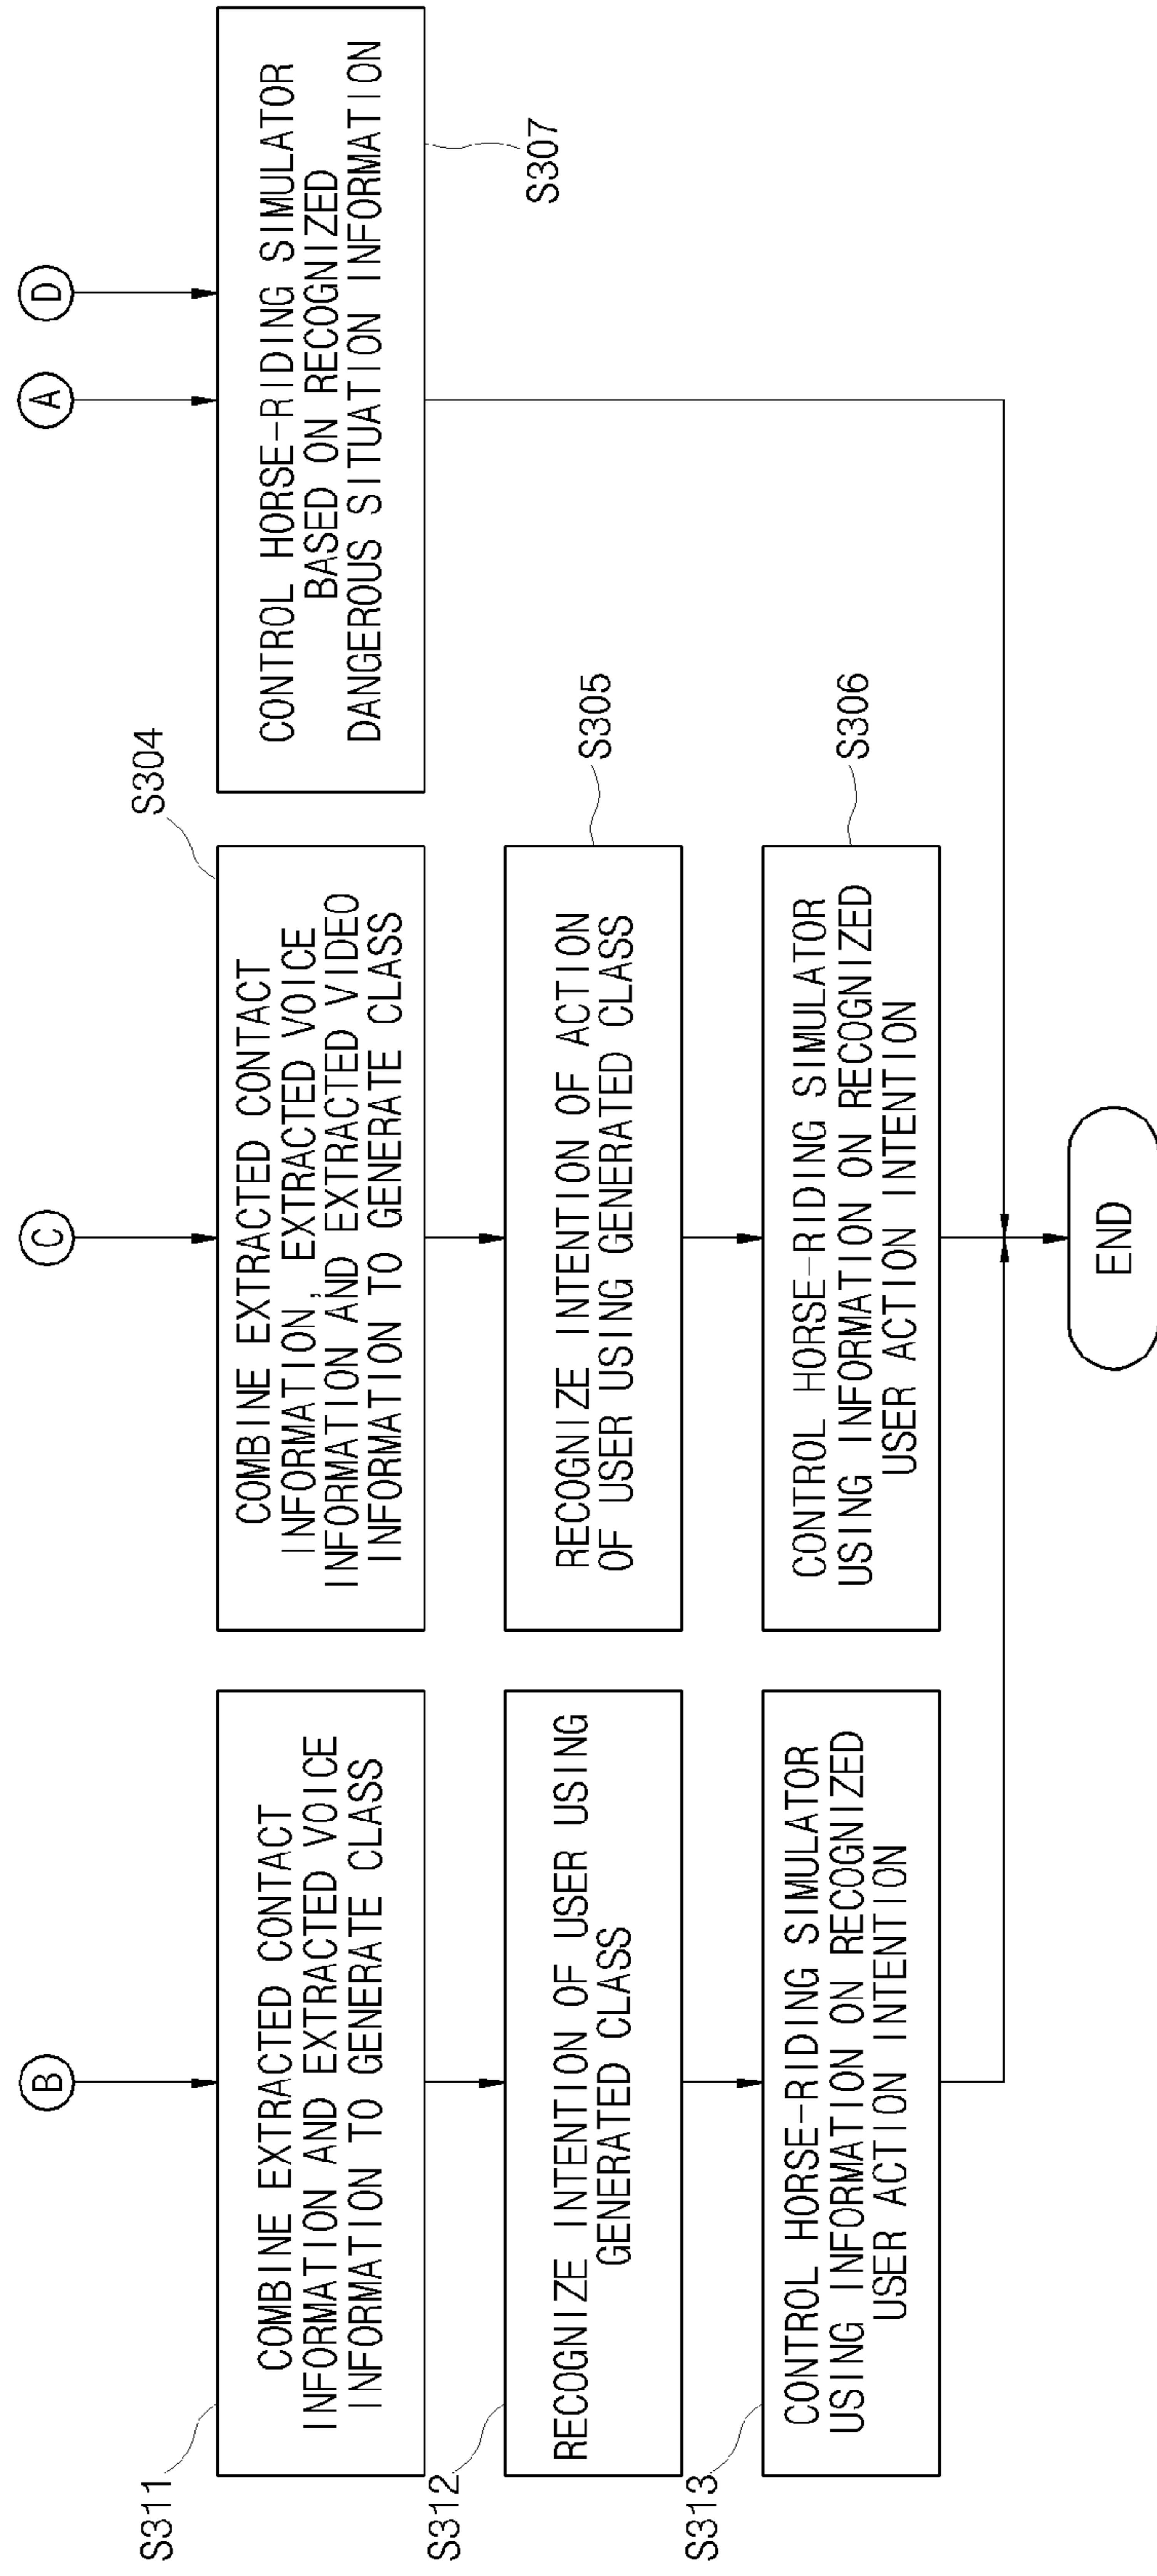 B
S311
COMBINE EXTRACTED CONTACT
INFORMATION AND EXTRACTED VOICE
INFORMATION TO GENERATE CLASS
S312
RECOGNIZE INTENTION OF USER USING
GENERATED CLASS
S313
CONTROL HORSE-RIDING SIMULATOR
USING INFORMATION ON RECOGNIZED
USER ACTION INTENTION
C
S304
COMBINE EXTRACTED CONTACT
INFORMATION, EXTRACTED VOICE
INFORMATION AND EXTRACTED VIDEO
INFORMATION TO GENERATE CLASS
S305
RECOGNIZE INTENTION OF ACTION
OF USER USING GENERATED CLASS
S306
CONTROL HORSE-RIDING SIMULATOR
USING INFORMATION ON RECOGNIZED
USER ACTION INTENTION
A
D
CONTROL HORSE-RIDING SIMULATOR
BASED ON RECOGNIZED
DANGEROUS SITUATION INFORMATION
S307
END